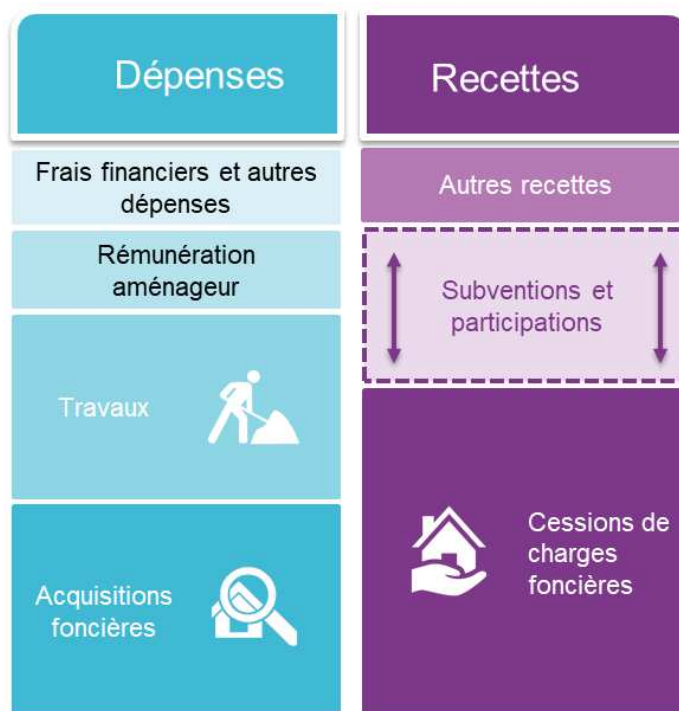 Dépenses
Frais financiers et autres
dépenses
Rémunération
aménageur
Travaux
Acquisitions
foncières
Recettes
Autres recettes
Subventions et
participations
Cessions de
charges
foncières